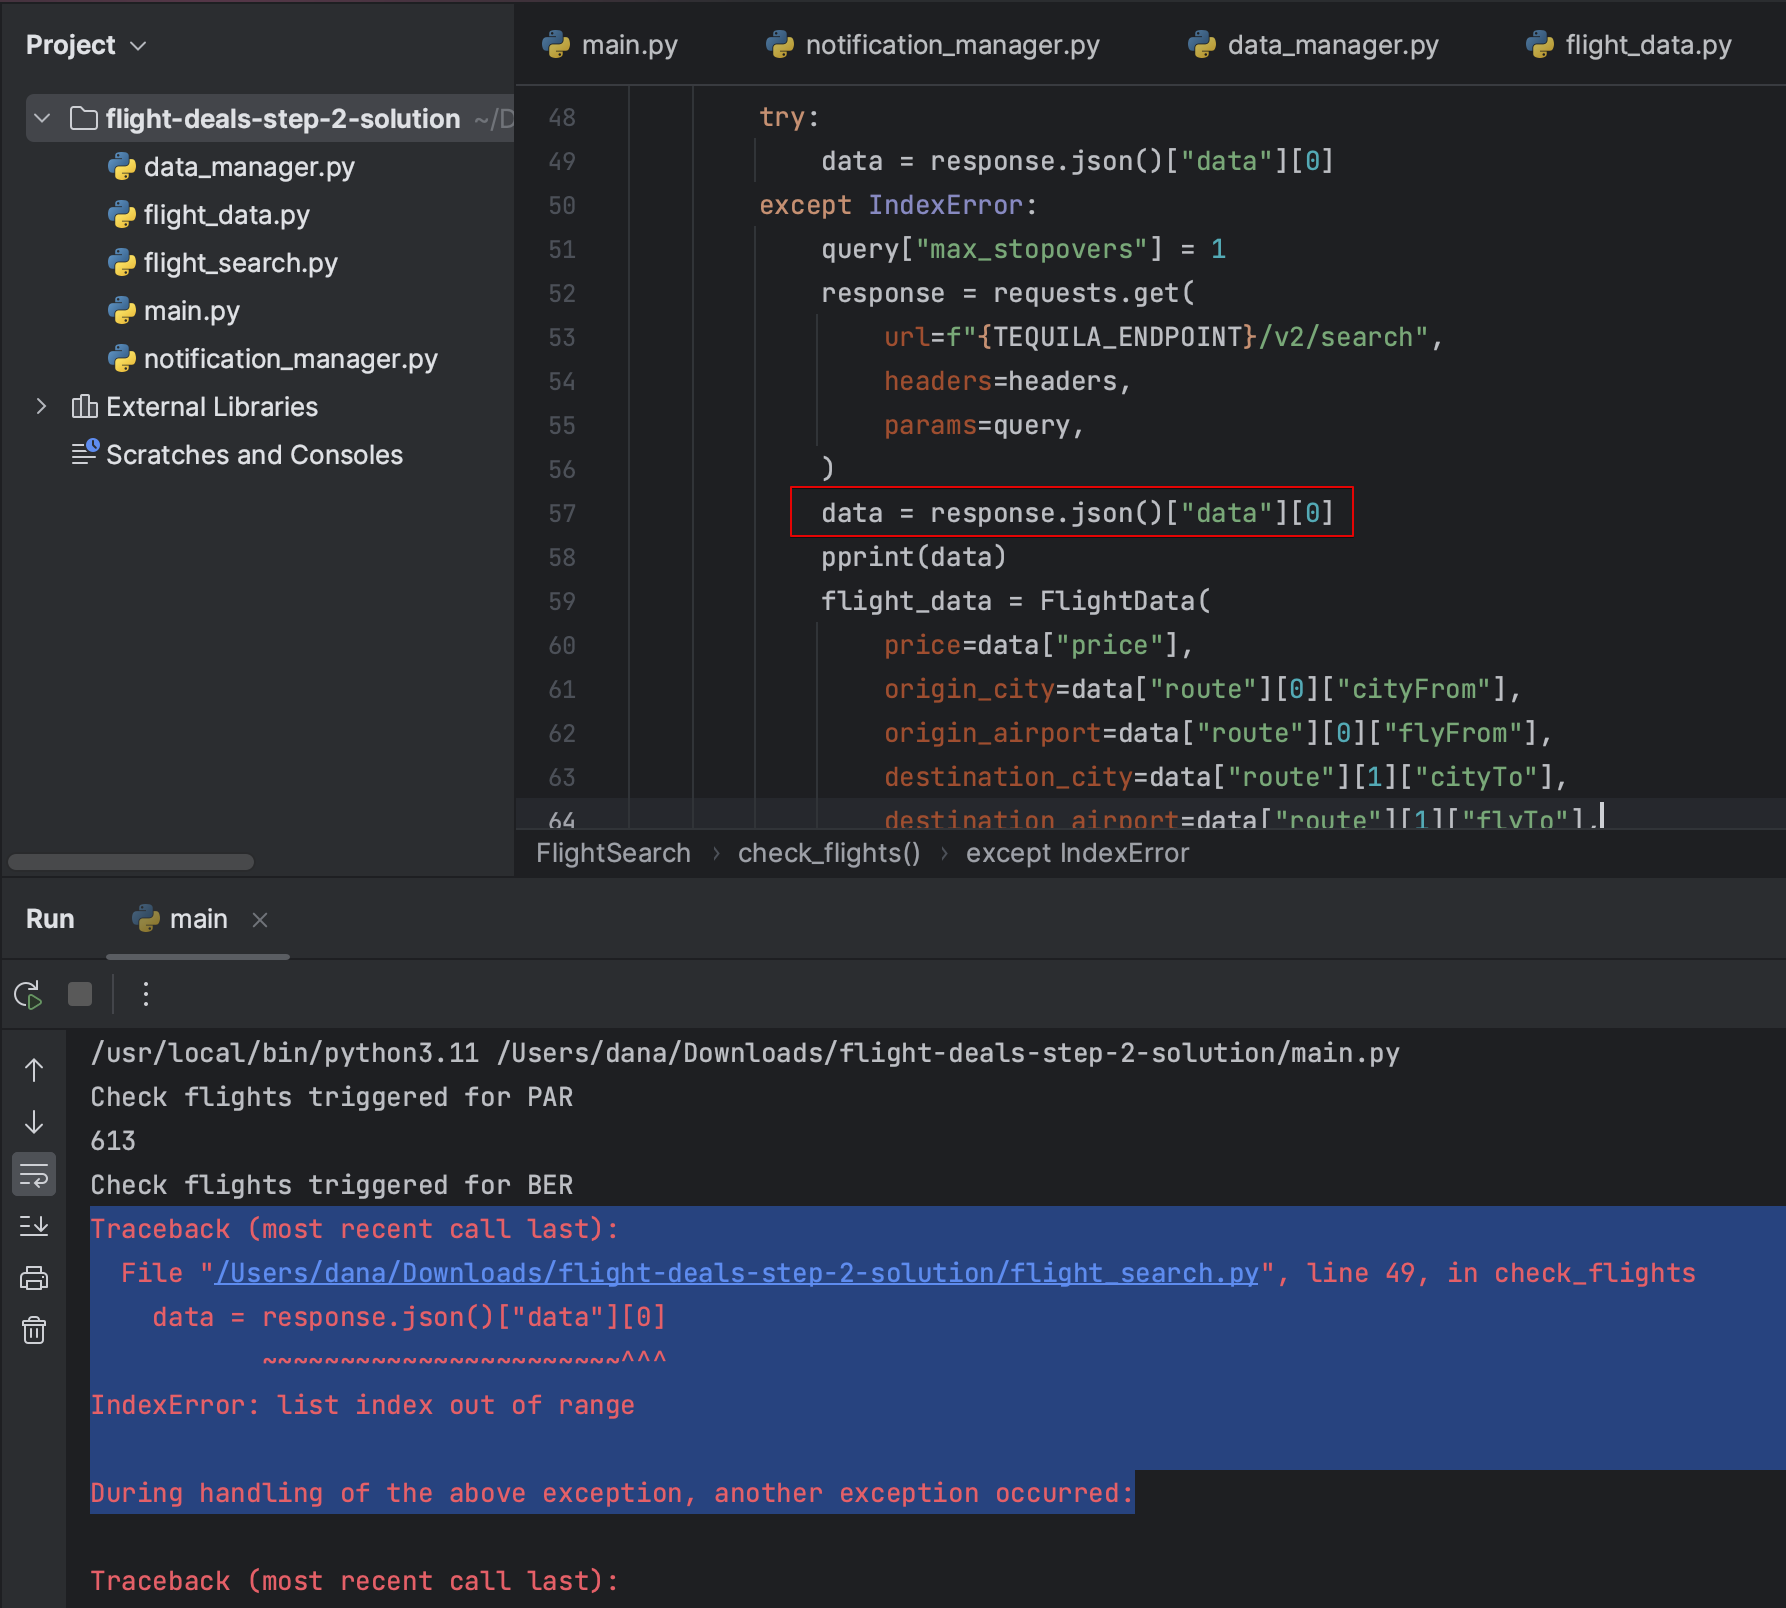 Project
flight-deals-step-2-solution ~/D
data_manager.py
flight_data.py
flight_search.py
main.py
notification_manager.py
External Libraries
Scratches and Consoles
main.py notification_manager.py data_manager.py flight_data.py
48 try:
49 data = response.json()["data"][0]
50 except IndexError:
51 query["max_stopovers"] = 1
52 response = requests.get(
53 url=f"{TEQUILA_ENDPOINT}/v2/search",
54 headers=headers,
55 params=query,
56 )
57 data = response.json()["data"][0]
58 pprint(data)
59 flight_data = FlightData(
60 price=data["price"],
61 origin_city=data["route"][0]["cityFrom"],
62 origin_airport=data["route"][0]["flyFrom"],
63 destination_city=data["route"][1]["cityTo"],
64 destination_airport=data["route"][1]["flyTo"],
FlightSearch › check_flights() › except IndexError
Run main
/usr/local/bin/python3.11 /Users/dana/Downloads/flight-deals-step-2-solution/main.py
Check flights triggered for PAR
613
Check flights triggered for BER
Traceback (most recent call last):
File "/Users/dana/Downloads/flight-deals-step-2-solution/flight_search.py", line 49, in check_flights
data = response.json()["data"][0]
~~~~~~~~~~~~~~~~~~~~~~~^^^
IndexError: list index out of range
During handling of the above exception, another exception occurred:
Traceback (most recent call last):